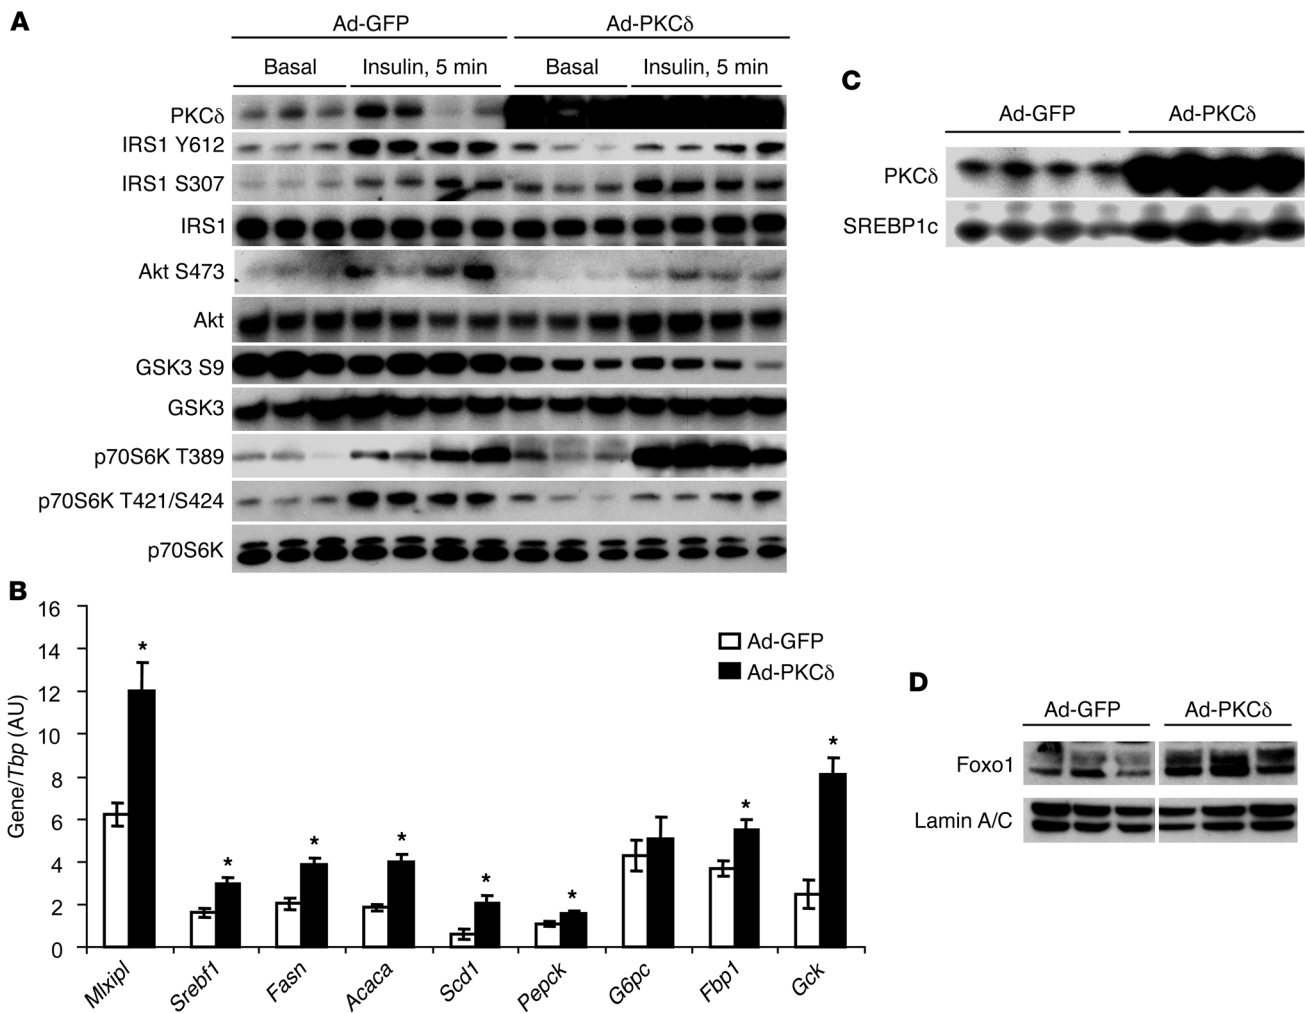 A
Ad-GFP Ad-PKCδ
Basal Insulin, 5 min Basal Insulin, 5 min
PKCδ
IRS1 Y612
IRS1 S307
IRS1
Akt S473
Akt
GSK3 S9
GSK3
p70S6K T389
p70S6K T421/S424
p70S6K
B
Gene/Tbp (AU)
16
14
12
10
8
6
4
2
0
* * * * * * * *
Ad-GFP
Ad-PKCδ
Mlxipl Srebf1 Fasn Acaca Scd1 Pepck G6pc Fbp1 Gck
C
Ad-GFP Ad-PKCδ
PKCδ
SREBP1c
D
Ad-GFP Ad-PKCδ
Foxo1
Lamin A/C